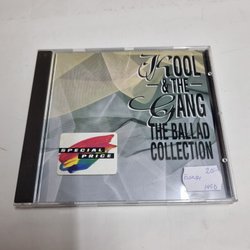 KOOL
& THE
GANG
THE BALLAD
COLLECTION
SPECIAL
PRICE